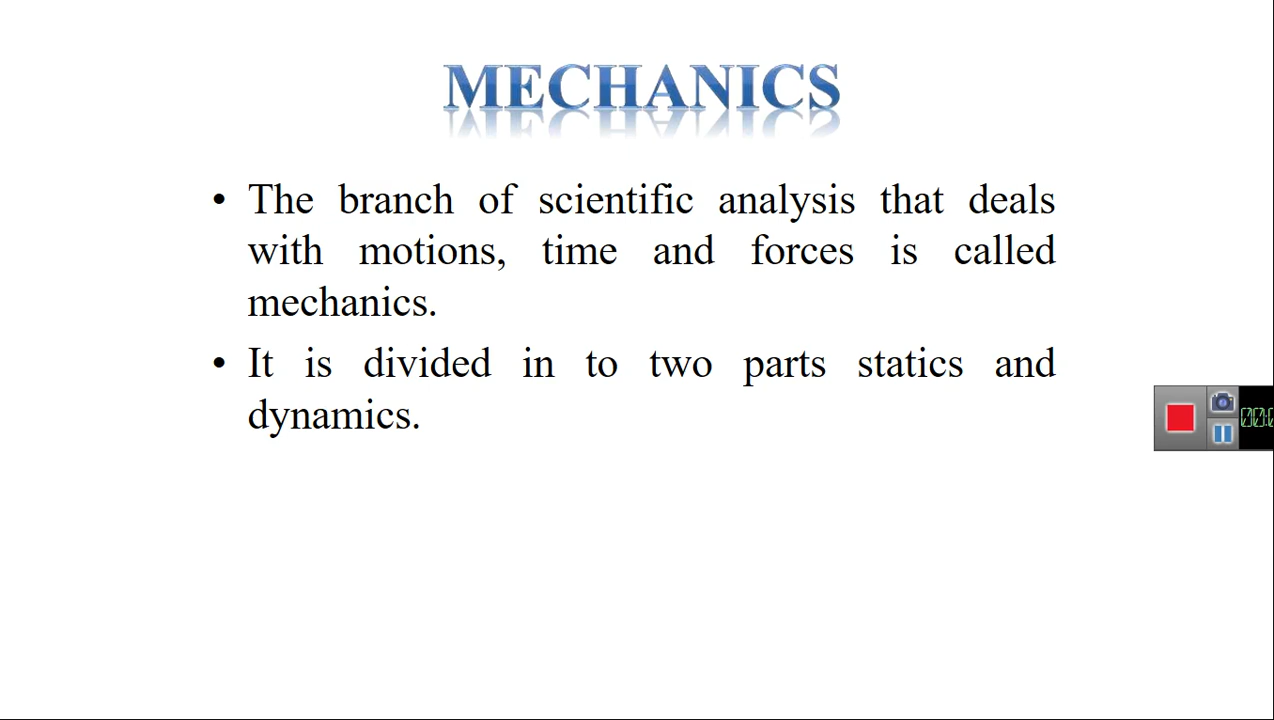 MECHANICS
• The branch of scientific analysis that deals
with motions, time and forces is called
mechanics.
• It is divided in to two parts statics and
dynamics.